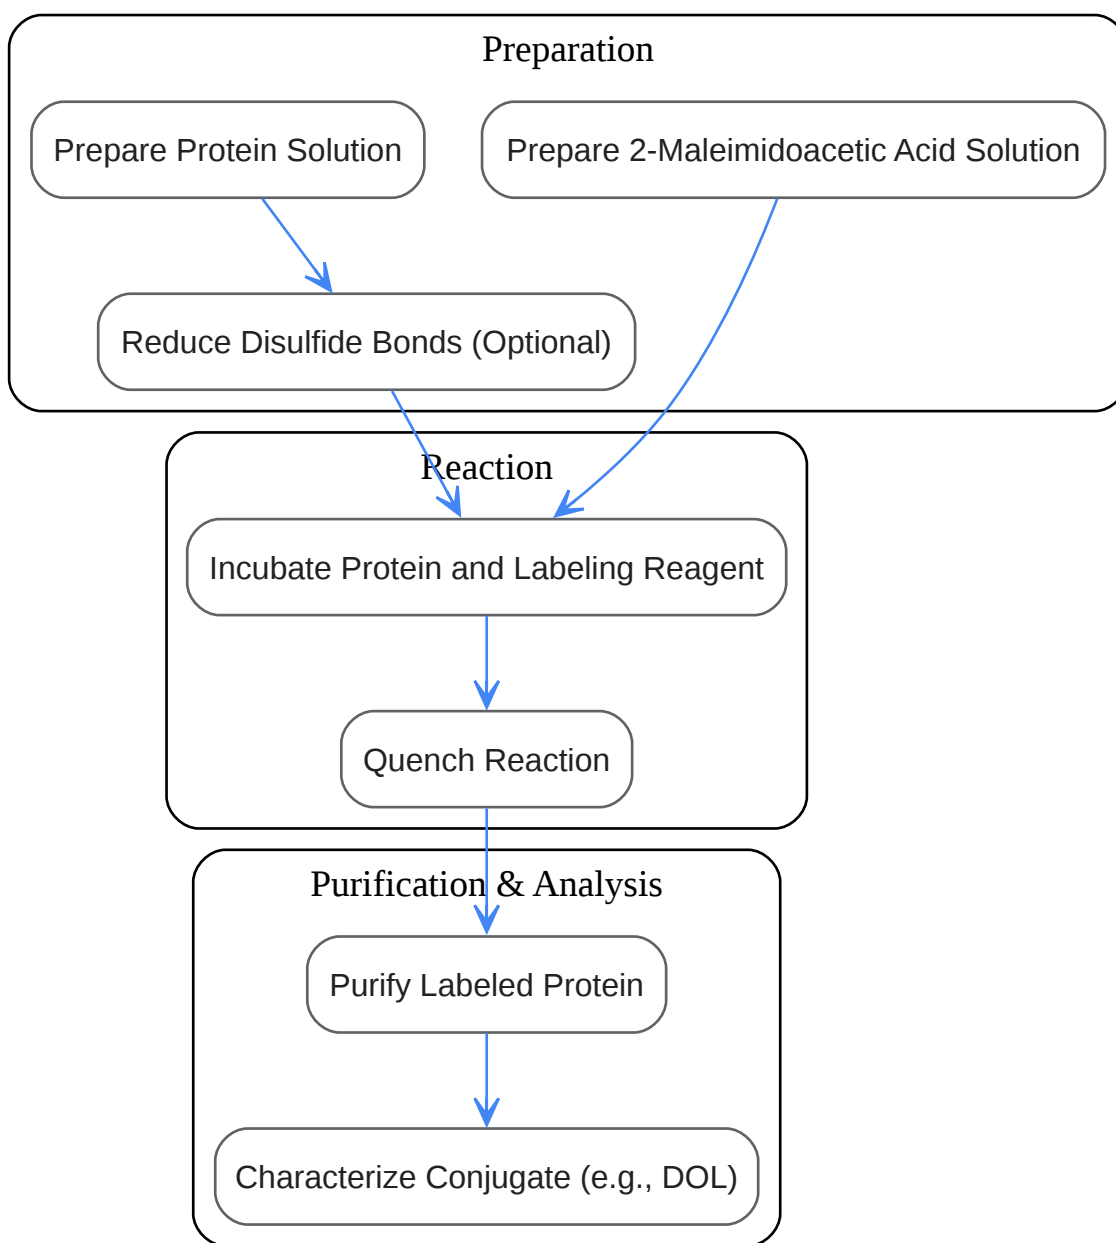 Preparation
Prepare Protein Solution
Prepare 2-Maleimidoacetic Acid Solution
Reduce Disulfide Bonds (Optional)
Reaction
Incubate Protein and Labeling Reagent
Quench Reaction
Purification & Analysis
Purify Labeled Protein
Characterize Conjugate (e.g., DOL)